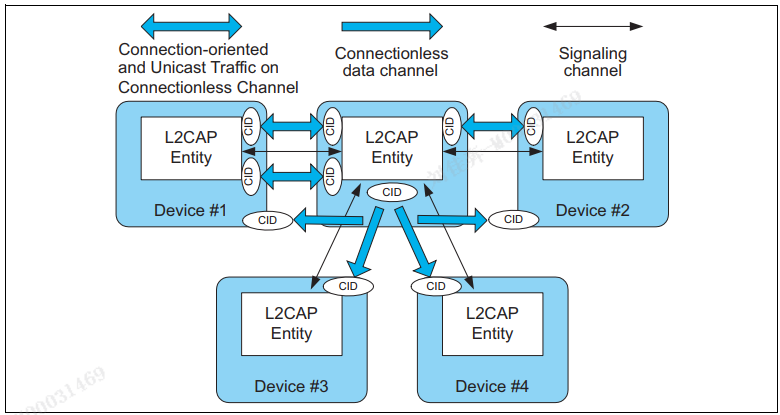 Connection-oriented
and Unicast Traffic on
Connectionless Channel
Connectionless
data channel
Signaling
channel
L2CAP
Entity
CID
CID
Device #1
CID
CID
CID
L2CAP
Entity
CID
CID
CID
L2CAP
Entity
Device #2
CID
CID
L2CAP
Entity
Device #3
CID
L2CAP
Entity
Device #4
00031469